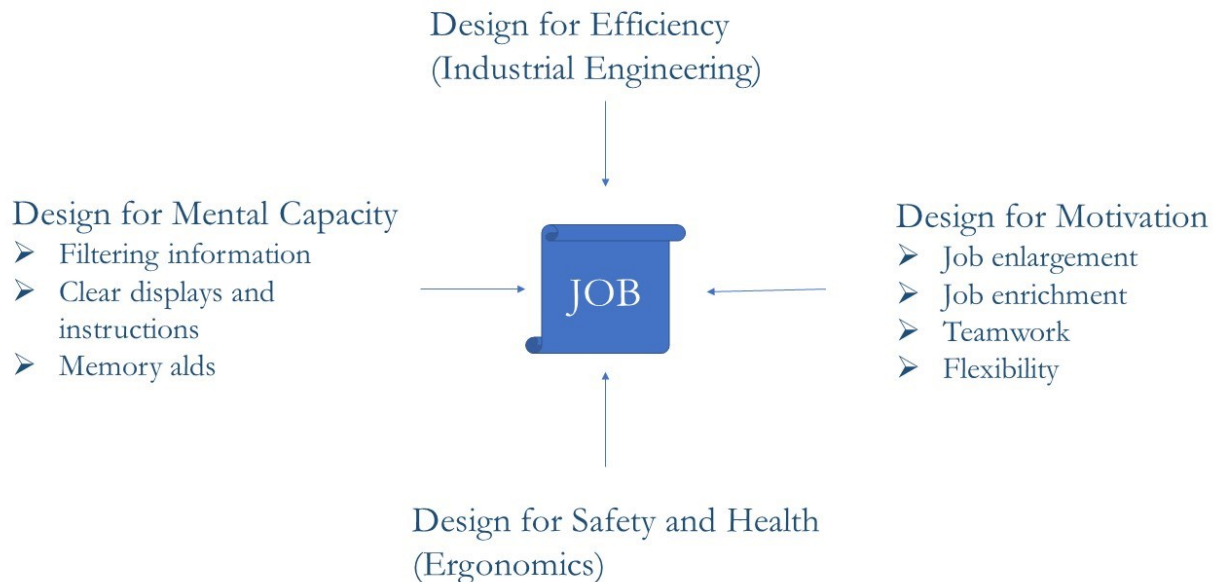 Design for Efficiency
(Industrial Engineering)
Design for Mental Capacity
➢ Filtering information
➢ Clear displays and
instructions
➢ Memory alds
JOB
Design for Motivation
➢ Job enlargement
➢ Job enrichment
➢ Teamwork
➢ Flexibility
Design for Safety and Health
(Ergonomics)